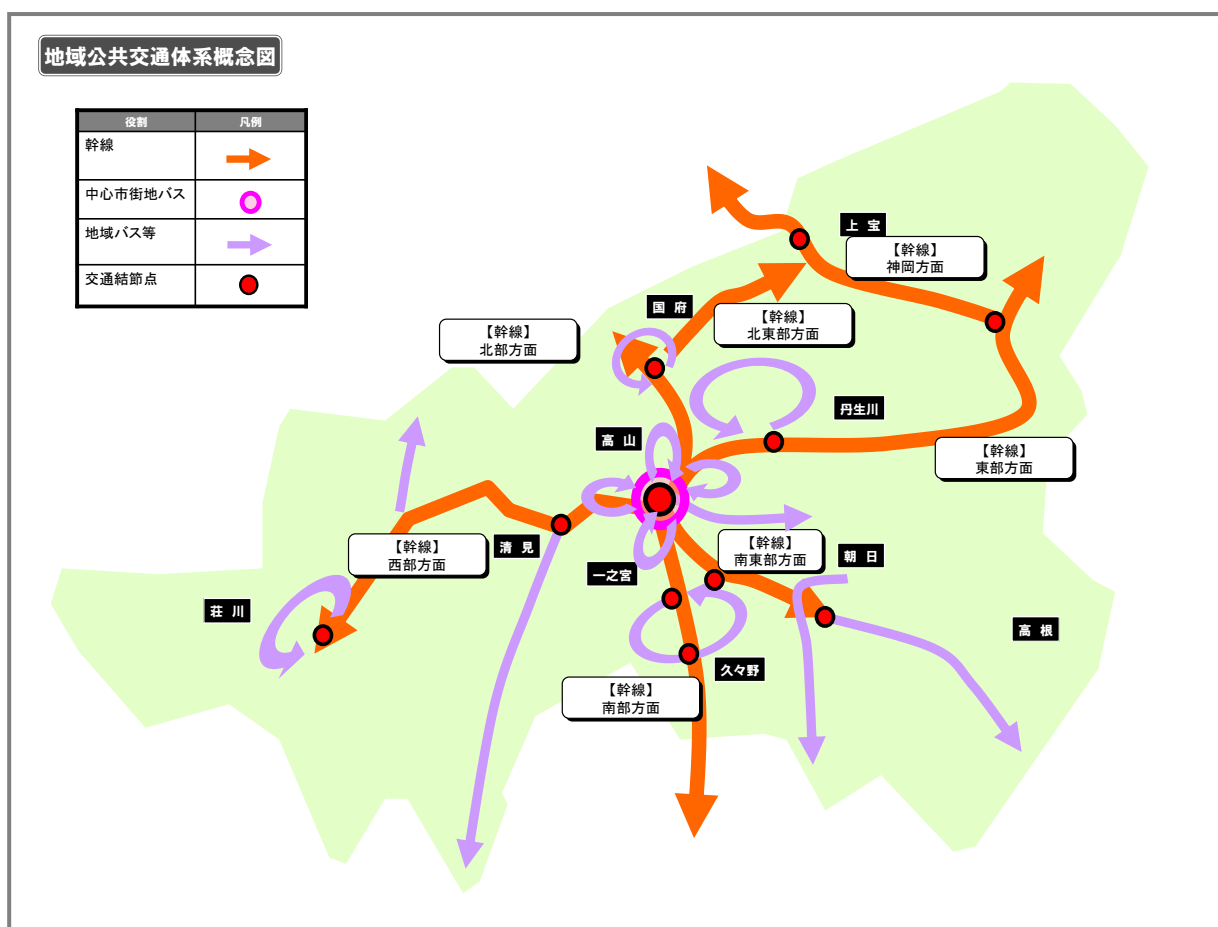 地域公共交通体系概念図
役割 凡例
幹線
中心市街地バス
地域バス等
交通結節点
上 宝
【幹線】
神岡方面
国 府
【幹線】
北東部方面
【幹線】
北部方面
丹生川
高 山
【幹線】
東部方面
【幹線】
西部方面
清 見
【幹線】
南東部方面
朝 日
一之宮
荘 川
高 根
久々野
【幹線】
南部方面